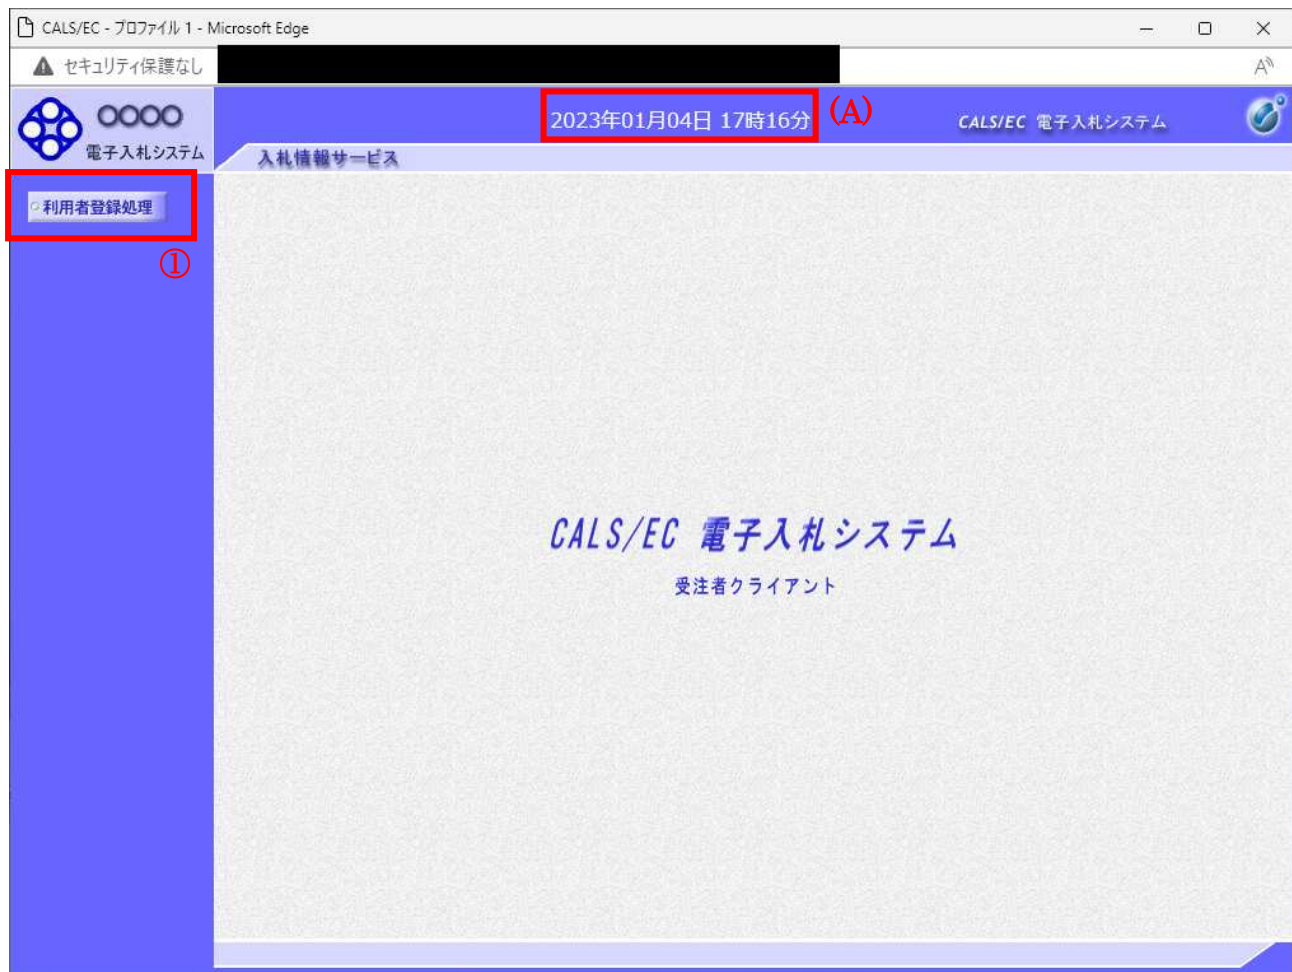 CALS/EC - プロファイル 1 - Microsoft Edge
セキュリティ保護なし
A
〇〇〇〇
電子入札システム
2023年01月04日 17時16分
(A)
CALS/EC 電子入札システム
入札情報サービス
利用者登録処理
①
CALS/EC 電子入札システム
受注者クライアント